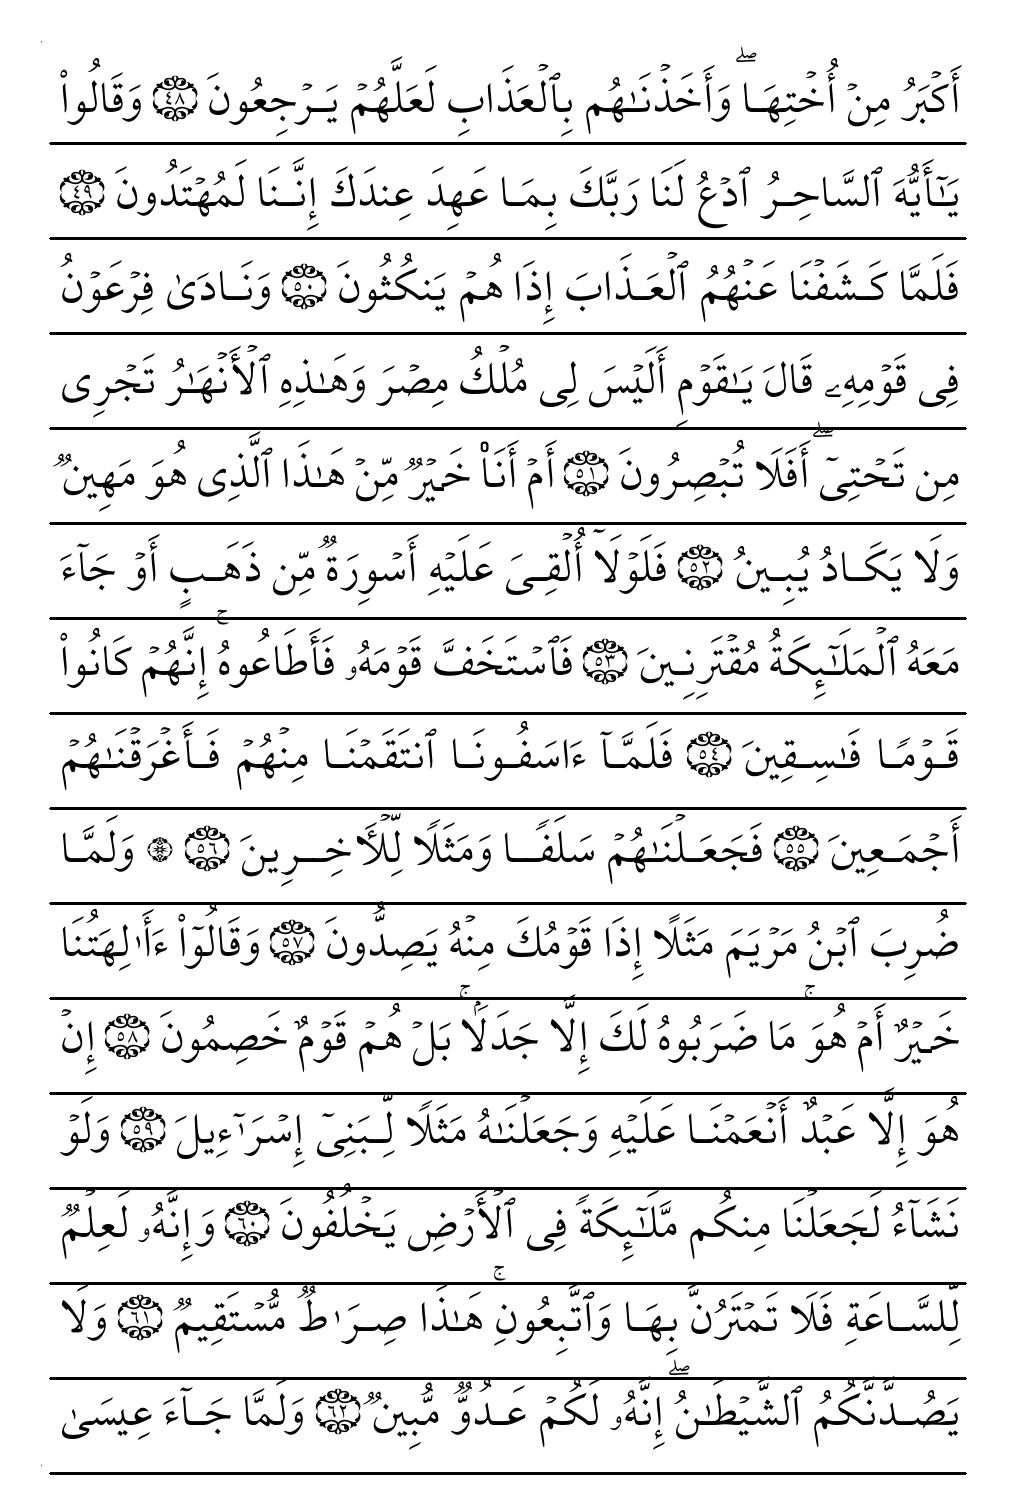 أَكۡبَرُ مِنۡ أُخۡتِهَاۖ وَأَخَذۡنَٰهُم بِٱلۡعَذَابِ لَعَلَّهُمۡ يَرۡجِعُونَ ٤٨ وَقَالُواْ
يَٰٓأَيُّهَ ٱلسَّاحِرُ ٱدۡعُ لَنَا رَبَّكَ بِمَا عَهِدَ عِندَكَ إِنَّنَا لَمُهۡتَدُونَ ٤٩
فَلَمَّا كَشَفۡنَا عَنۡهُمُ ٱلۡعَذَابَ إِذَا هُمۡ يَنكُثُونَ ٥٠ وَنَادَىٰ فِرۡعَوۡنُ
فِي قَوۡمِهِۦ قَالَ يَٰقَوۡمِ أَلَيۡسَ لِي مُلۡكُ مِصۡرَ وَهَٰذِهِ ٱلۡأَنۡهَٰرُ تَجۡرِي
مِن تَحۡتِيٓۖ أَفَلَا تُبۡصِرُونَ ٥١ أَمۡ أَنَا۠ خَيۡرٞ مِّنۡ هَٰذَا ٱلَّذِي هُوَ مَهِينٞ
وَلَا يَكَادُ يُبِينُ ٥٢ فَلَوۡلَآ أُلۡقِيَ عَلَيۡهِ أَسۡوِرَةٞ مِّن ذَهَبٍ أَوۡ جَآءَ
مَعَهُ ٱلۡمَلَٰٓئِكَةُ مُقۡتَرِنِينَ ٥٣ فَٱسۡتَخَفَّ قَوۡمَهُۥ فَأَطَاعُوهُۚ إِنَّهُمۡ كَانُواْ
قَوۡمٗا فَٰسِقِينَ ٥٤ فَلَمَّآ ءَاسَفُونَا ٱنتَقَمۡنَا مِنۡهُمۡ فَأَغۡرَقۡنَٰهُمۡ
أَجۡمَعِينَ ٥٥ فَجَعَلۡنَٰهُمۡ سَلَفٗا وَمَثَلٗا لِّلۡأٓخِرِينَ ٥٦ ۞ وَلَمَّا
ضُرِبَ ٱبۡنُ مَرۡيَمَ مَثَلًا إِذَا قَوۡمُكَ مِنۡهُ يَصِدُّونَ ٥٧ وَقَالُوٓاْ ءَأَٰلِهَتُنَا
خَيۡرٌ أَمۡ هُوَۚ مَا ضَرَبُوهُ لَكَ إِلَّا جَدَلَۢاۚ بَلۡ هُمۡ قَوۡمٌ خَصِمُونَ ٥٨ إِنۡ
هُوَ إِلَّا عَبۡدٌ أَنۡعَمۡنَا عَلَيۡهِ وَجَعَلۡنَٰهُ مَثَلٗا لِّبَنِيٓ إِسۡرَٰٓءِيلَ ٥٩ وَلَوۡ
نَشَآءُ لَجَعَلۡنَا مِنكُم مَّلَٰٓئِكَةٗ فِي ٱلۡأَرۡضِ يَخۡلُفُونَ ٦٠ وَإِنَّهُۥ لَعِلۡمٞ
لِّلسَّاعَةِ فَلَا تَمۡتَرُنَّ بِهَا وَٱتَّبِعُونِۚ هَٰذَا صِرَٰطٞ مُّسۡتَقِيمٞ ٦١ وَلَا
يَصُدَّنَّكُمُ ٱلشَّيۡطَٰنُۖ إِنَّهُۥ لَكُمۡ عَدُوّٞ مُّبِينٞ ٦٢ وَلَمَّا جَآءَ عِيسَىٰ